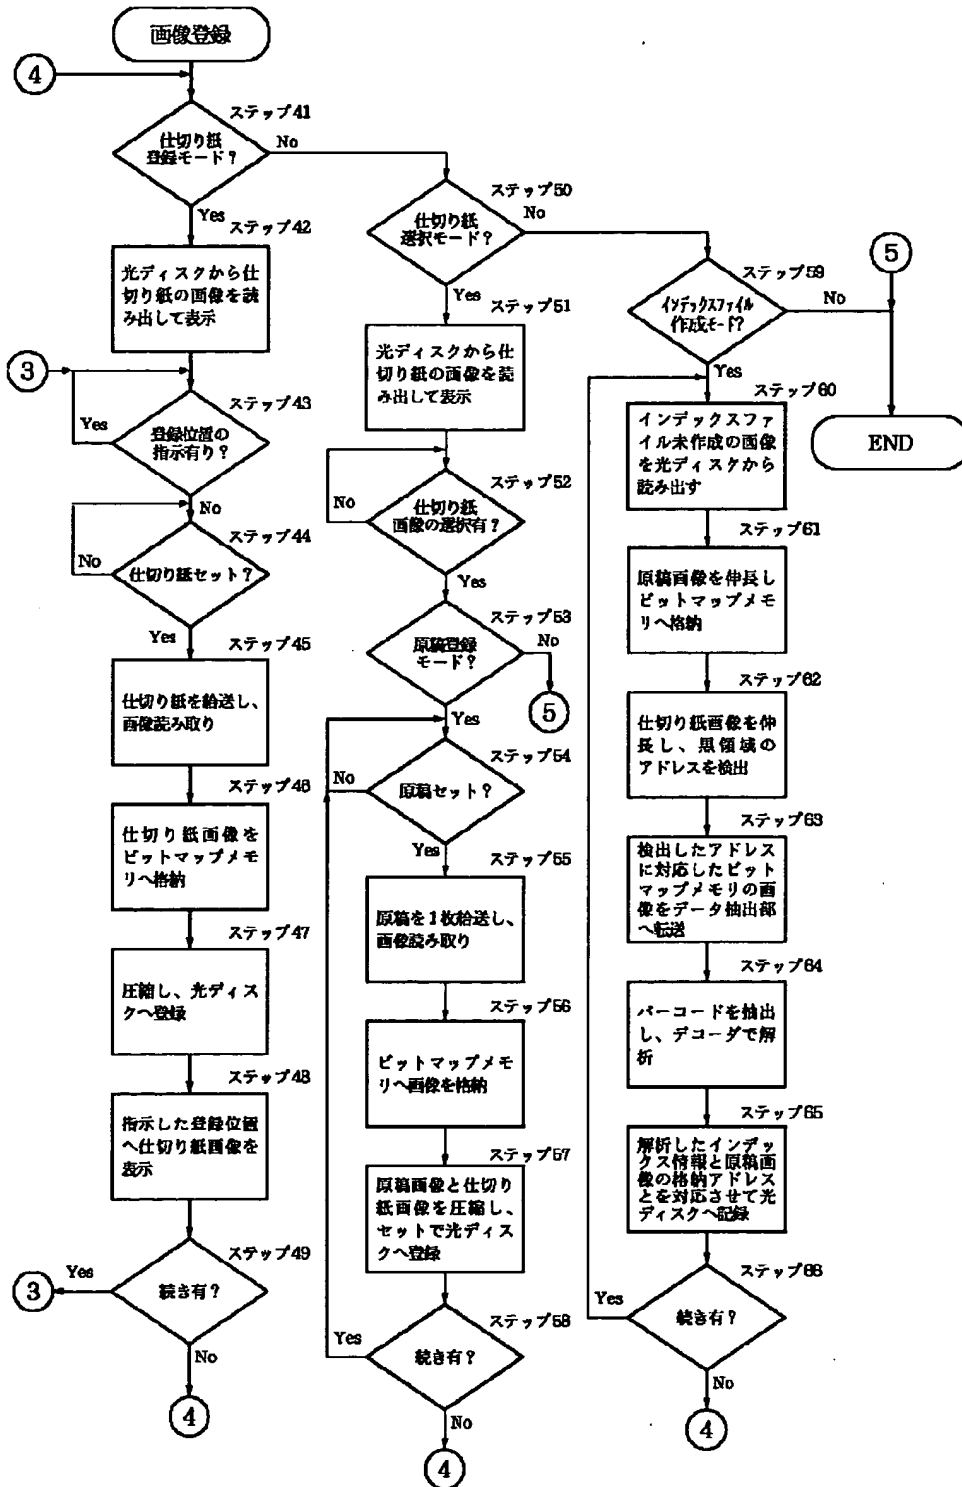 画像登録
4
ステップ41
仕切り紙
登録モード？
No
Yes
ステップ42
光ディスクから仕
切り紙の画像を読
み出して表示
3
ステップ43
Yes
登録位置の
指示有り？
No
ステップ44
No
仕切り紙セット？
Yes
ステップ45
仕切り紙を給送し、
画像読み取り
ステップ46
仕切り紙画像を
ビットマップメモ
リへ格納
ステップ47
圧縮し、光ディス
クへ登録
ステップ48
指示した登録位置
へ仕切り紙画像を
表示
ステップ49
Yes
3
続き有？
No
4
ステップ50
仕切り紙
選択モード？
No
Yes
ステップ51
光ディスクから仕
切り紙の画像を読
み出して表示
ステップ52
No
仕切り紙
画像の選択有？
Yes
ステップ53
原稿登録
モード？
No
5
Yes
ステップ54
No
原稿セット？
Yes
ステップ55
原稿を1枚給送し、
画像読み取り
ステップ56
ビットマップメモ
リへ画像を格納
ステップ57
原稿画像と仕切り
紙画像を圧縮し、
セットで光ディス
クへ登録
ステップ58
Yes
続き有？
No
4
ステップ59
インデックスファイル
作成モード？
No
5
END
Yes
ステップ60
インデックスファ
イル未作成の画像
を光ディスクから
読み出す
ステップ61
原稿画像を伸長し
ビットマップメモ
リへ格納
ステップ62
仕切り紙画像を伸
長し、黒領域の
アドレスを検出
ステップ63
検出したアドレス
に対応したビット
マップメモリの画
像をデータ抽出部
へ転送
ステップ64
バーコードを抽出
し、デコーダで解
析
ステップ65
解析したインデッ
クス情報と原稿画
像の格納アドレス
とを対応させて光
ディスクへ記録
ステップ66
Yes
続き有？
No
4